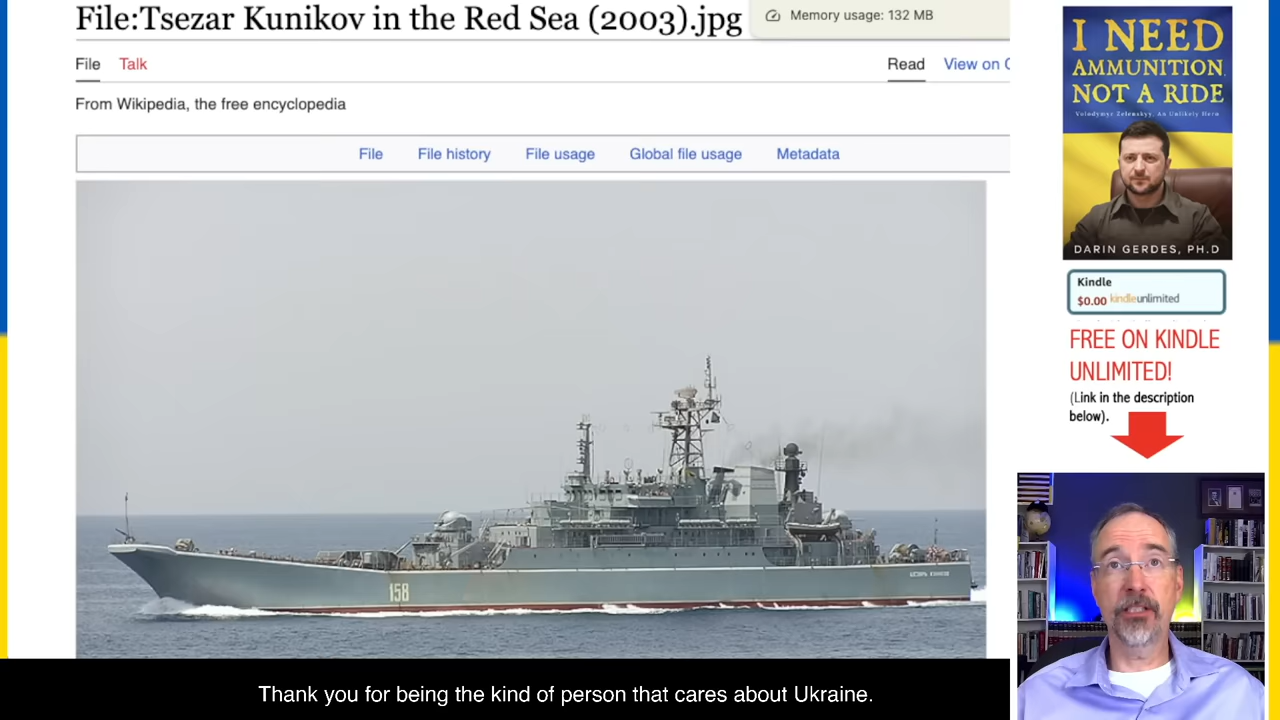 File:Tsezar Kunikov in the Red Sea (2003).jpg
Memory usage: 132 MB
File Talk
Read View on
From Wikipedia, the free encyclopedia
File File history File usage Global file usage Metadata
158
I NEED
AMMUNITION,
NOT A RIDE
Volodymyr Zelenskyy, An Unlikely Hero
DARIN GERDES, PH.D
Kindle
$0.00 kindleunlimited
FREE ON KINDLE
UNLIMITED!
(Link in the description
below).
Thank you for being the kind of person that cares about Ukraine.